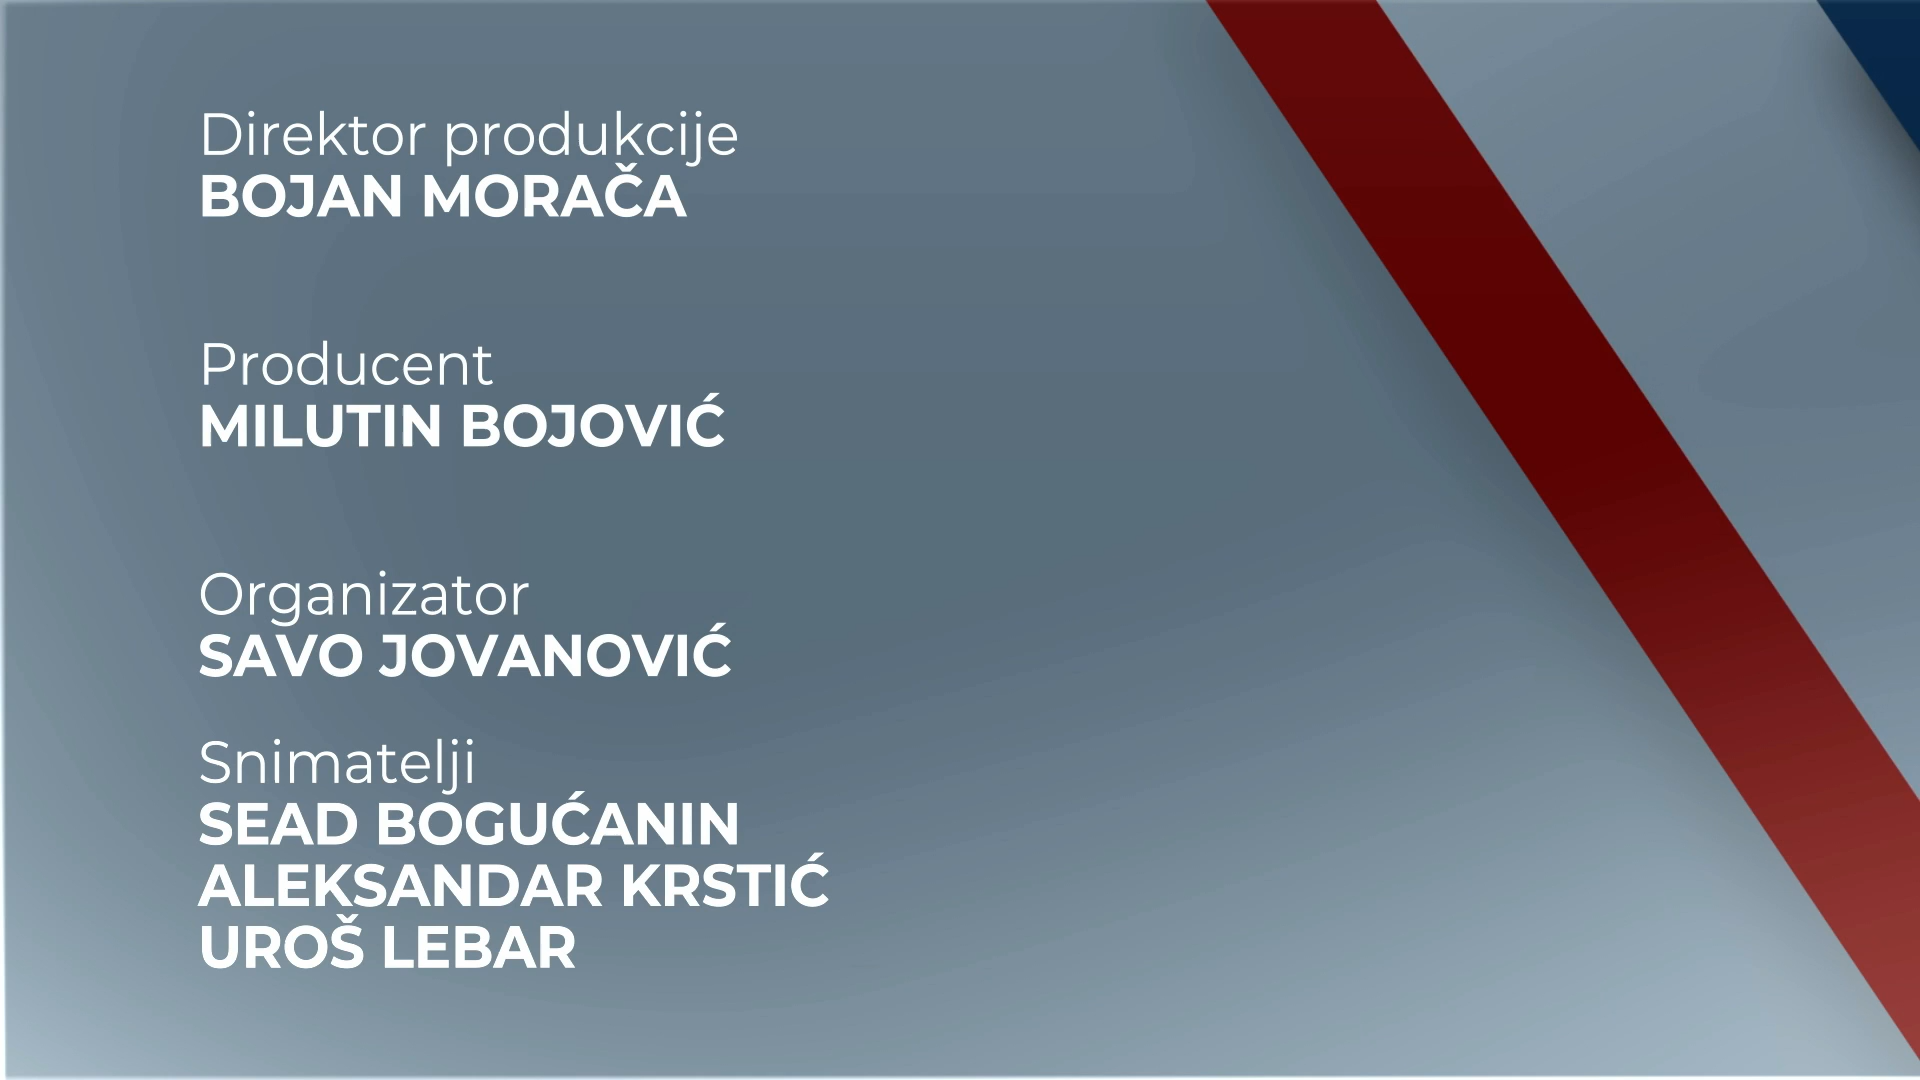 Direktor produkcije
BOJAN MORAČA
Producent
MILUTIN BOJOVIĆ
Organizator
SAVO JOVANOVIĆ
Snimatelji
SEAD BOGUĆANIN
ALEKSANDAR KRSTIĆ
UROŠ LEBAR